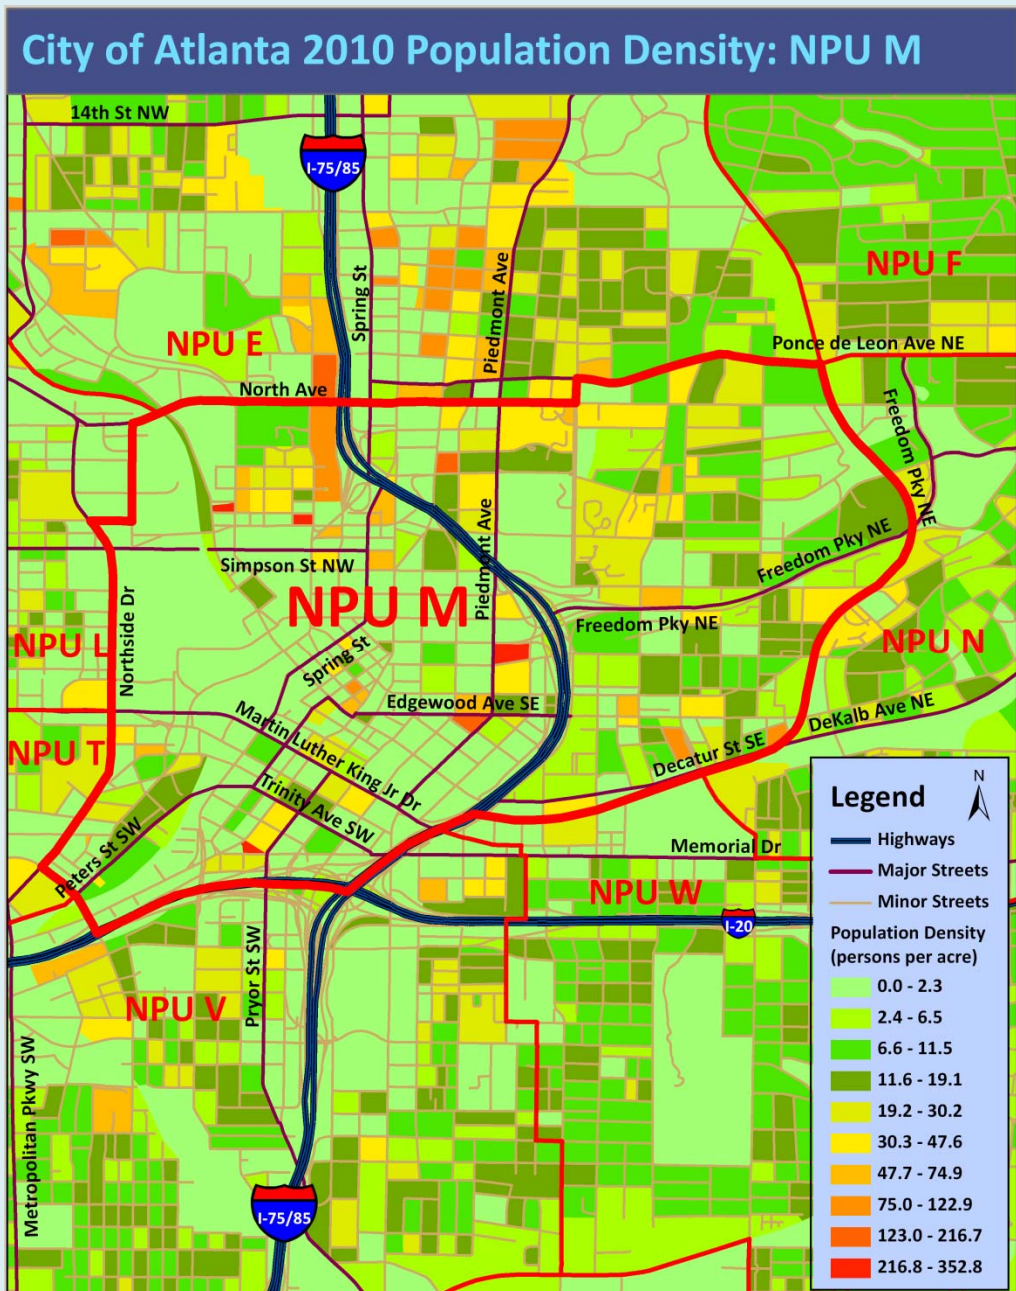 City of Atlanta 2010 Population Density: NPU M
14th St NW
I-75/85
Spring St
Piedmont Ave
NPU F
NPU E
Ponce de Leon Ave NE
North Ave
Freedom Pky NE
Piedmont Ave
Freedom Pky NE
Simpson St NW
NPU M
Freedom Pky NE
Northside Dr
NPU L
NPU N
Spring St
Edgewood Ave SE
DeKalb Ave NE
Martin Luther King Jr Dr
NPU T
Decatur St SE
Trinity Ave SW
Peters St SW
Memorial Dr
NPU W
I-20
Pryor St SW
NPU V
Metropolitan Pkwy SW
I-75/85
N
Legend
Highways
Major Streets
Minor Streets
Population Density
(persons per acre)
0.0 - 2.3
2.4 - 6.5
6.6 - 11.5
11.6 - 19.1
19.2 - 30.2
30.3 - 47.6
47.7 - 74.9
75.0 - 122.9
123.0 - 216.7
216.8 - 352.8